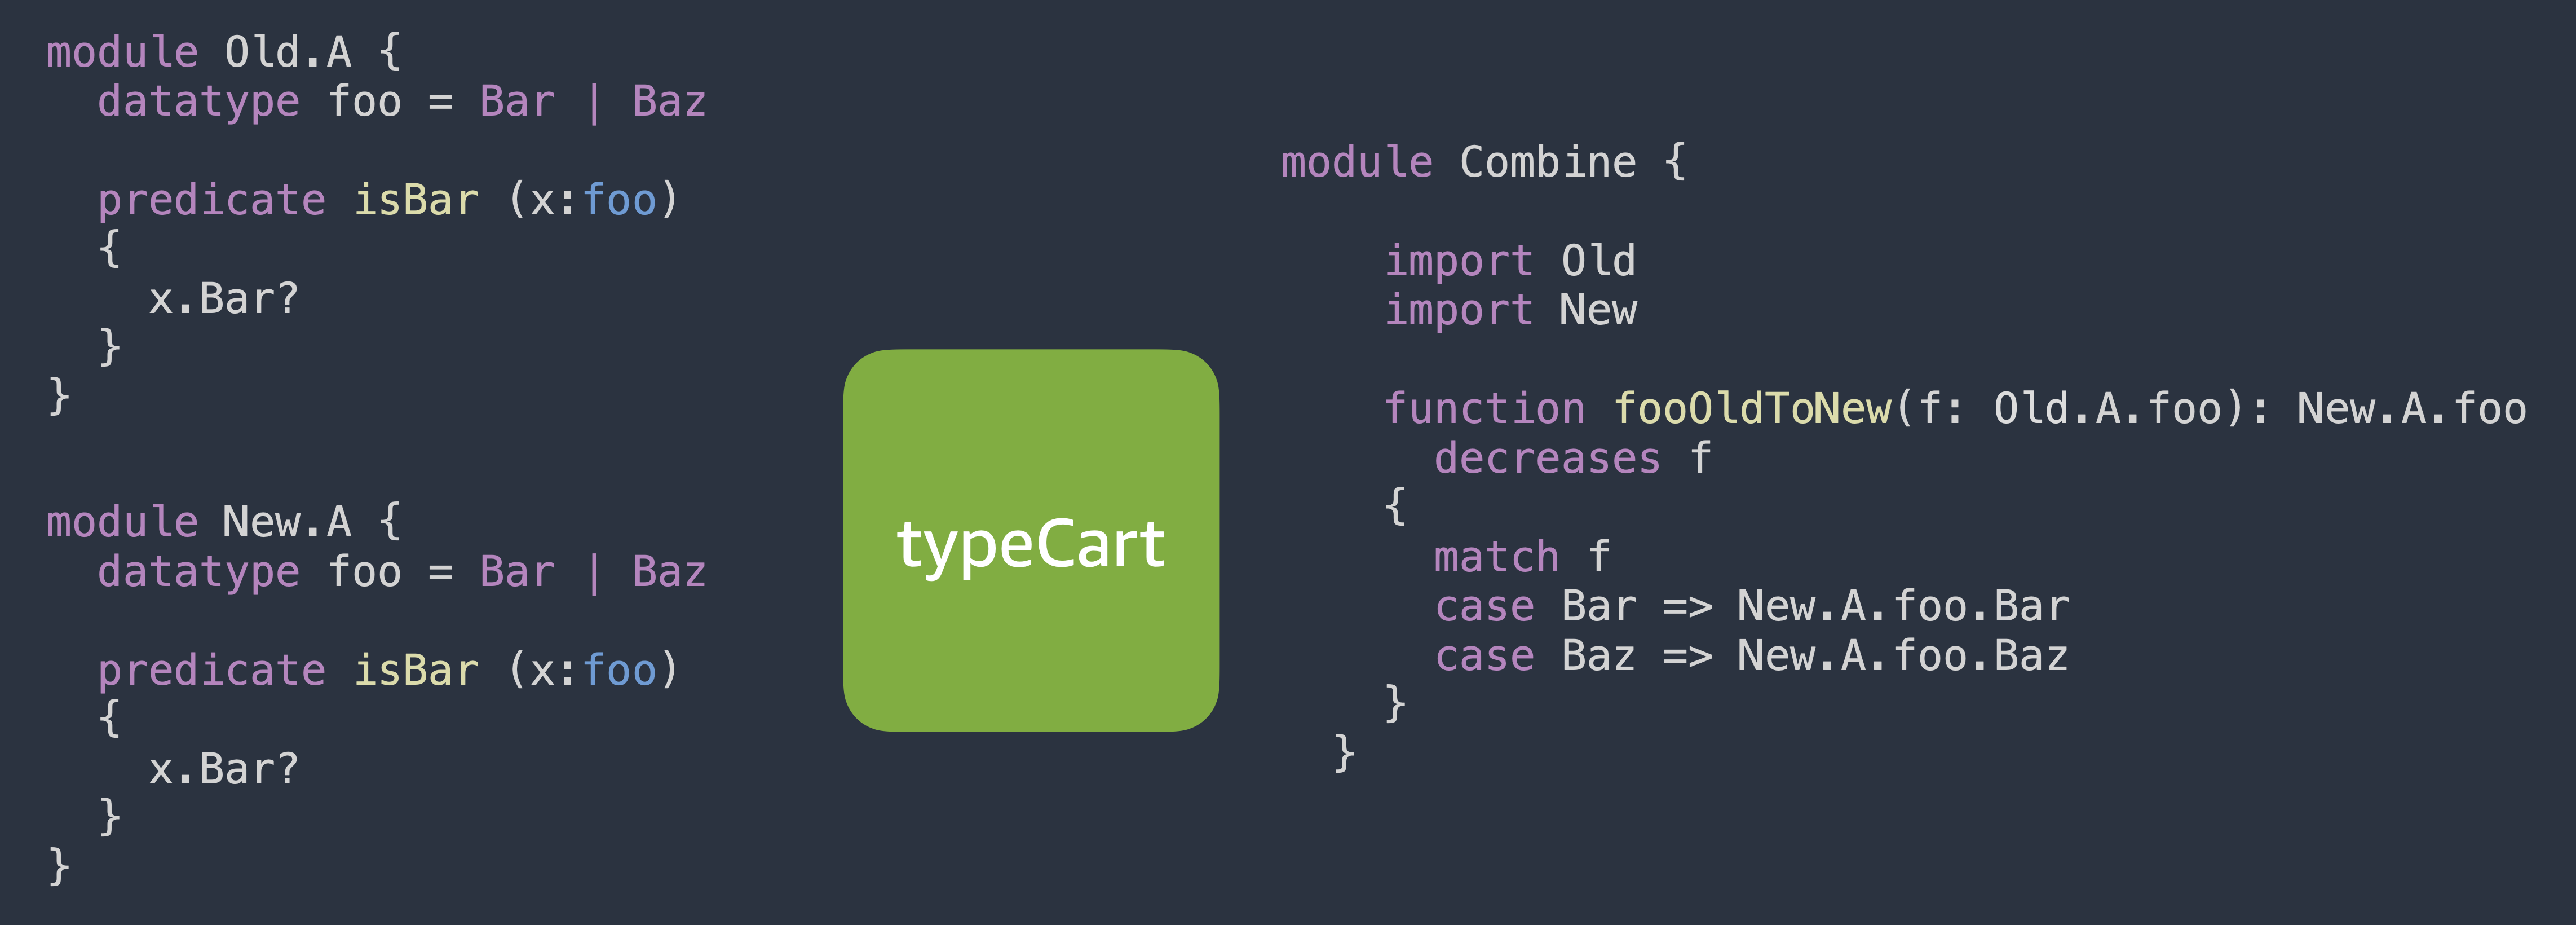 module Old.A {
  datatype foo = Bar | Baz
  predicate isBar (x:foo)
  {
    x.Bar?
  }
}
module New.A {
  datatype foo = Bar | Baz
  predicate isBar (x:foo)
  {
    x.Bar?
  }
}
typeCart
module Combine {
    import Old
    import New
    function fooOldToNew(f: Old.A.foo): New.A.foo
      decreases f
    {
      match f
      case Bar => New.A.foo.Bar
      case Baz => New.A.foo.Baz
    }
  }